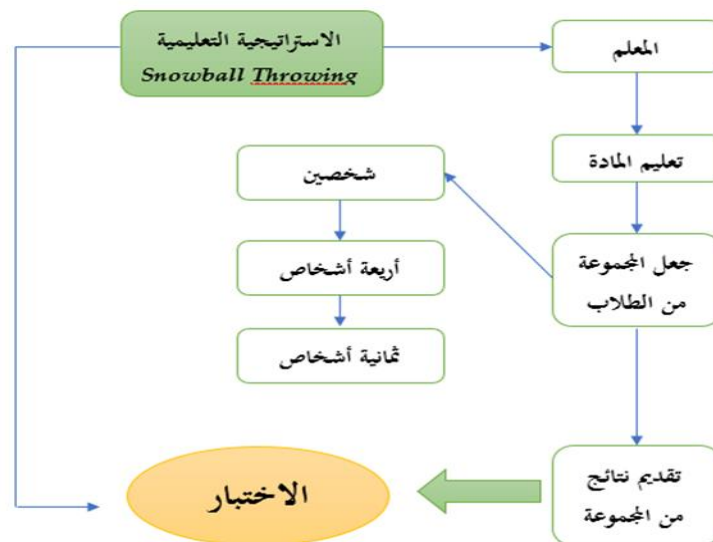 الاستراتيجية التعليمية
Snowball Throwing
المعلم
تعليم المادة
جعل المجموعة
من الطلاب
شخصين
أربعة أشخاص
ثمانية أشخاص
تقديم نتائج
من المجموعة
الاختبار